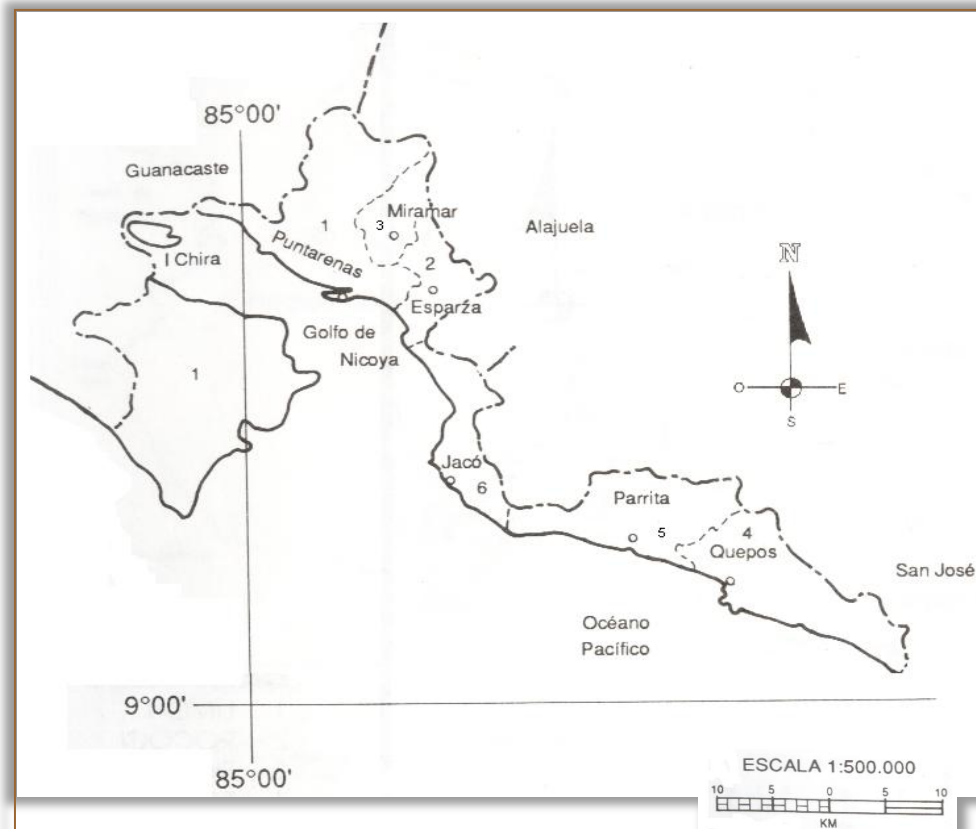 85°00'
Guanacaste
Miramar
3
1
Alajuela
Puntarenas
I Chira
2
N
Esparza
Golfo de
Nicoya
1
O
E
S
Jacó
6
Parrita
5
4
Quepos
San José
Océano
Pacífico
9°00'
85°00'
ESCALA 1:500.000
10 5 0 5 10
KM